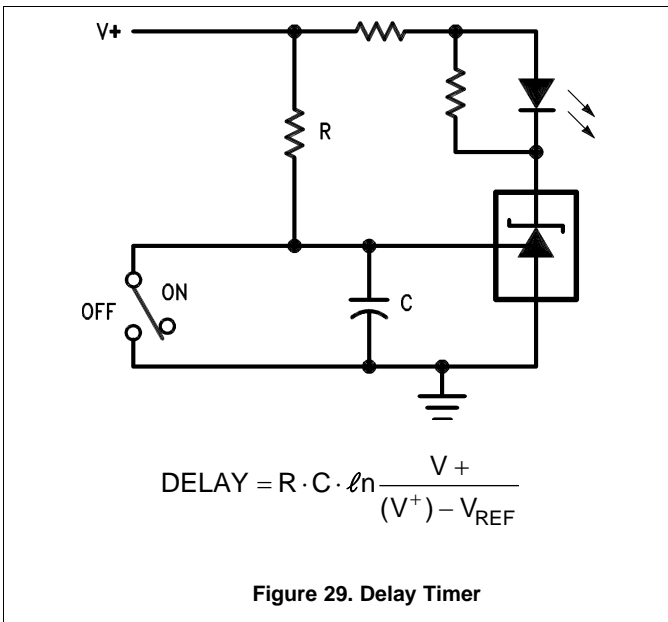 V+
R
ON
OFF
C
DELAY = R · C · ℓn V + / (V⁺) – V_REF
Figure 29. Delay Timer